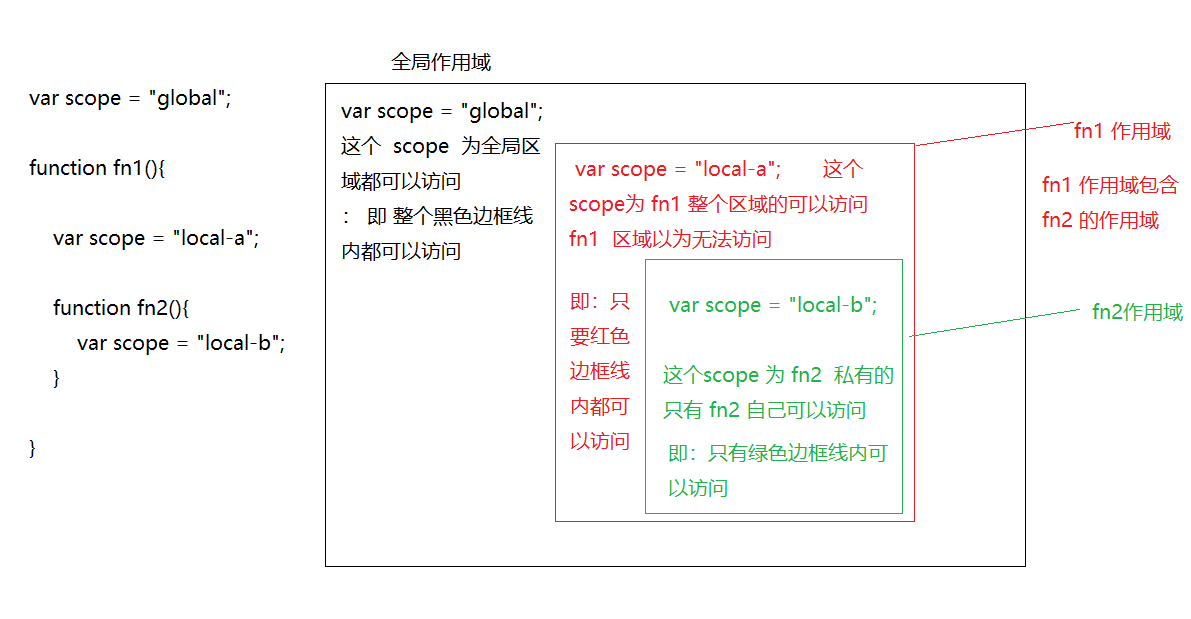 全局作用域
var scope = "global";
function fn1(){
var scope = "local-a";
function fn2(){
var scope = "local-b";
}
}
var scope = "global";
这个 scope 为全局区
域都可以访问
： 即 整个黑色边框线
内都可以访问
var scope = "local-a"; 这个
scope为 fn1 整个区域的可以访问
fn1 区域以为无法访问
即：只
要红色
边框线
内都可
以访问
var scope = "local-b";
这个scope 为 fn2 私有的
只有 fn2 自己可以访问
即：只有绿色边框线内可
以访问
fn1 作用域
fn1 作用域包含
fn2 的作用域
fn2作用域